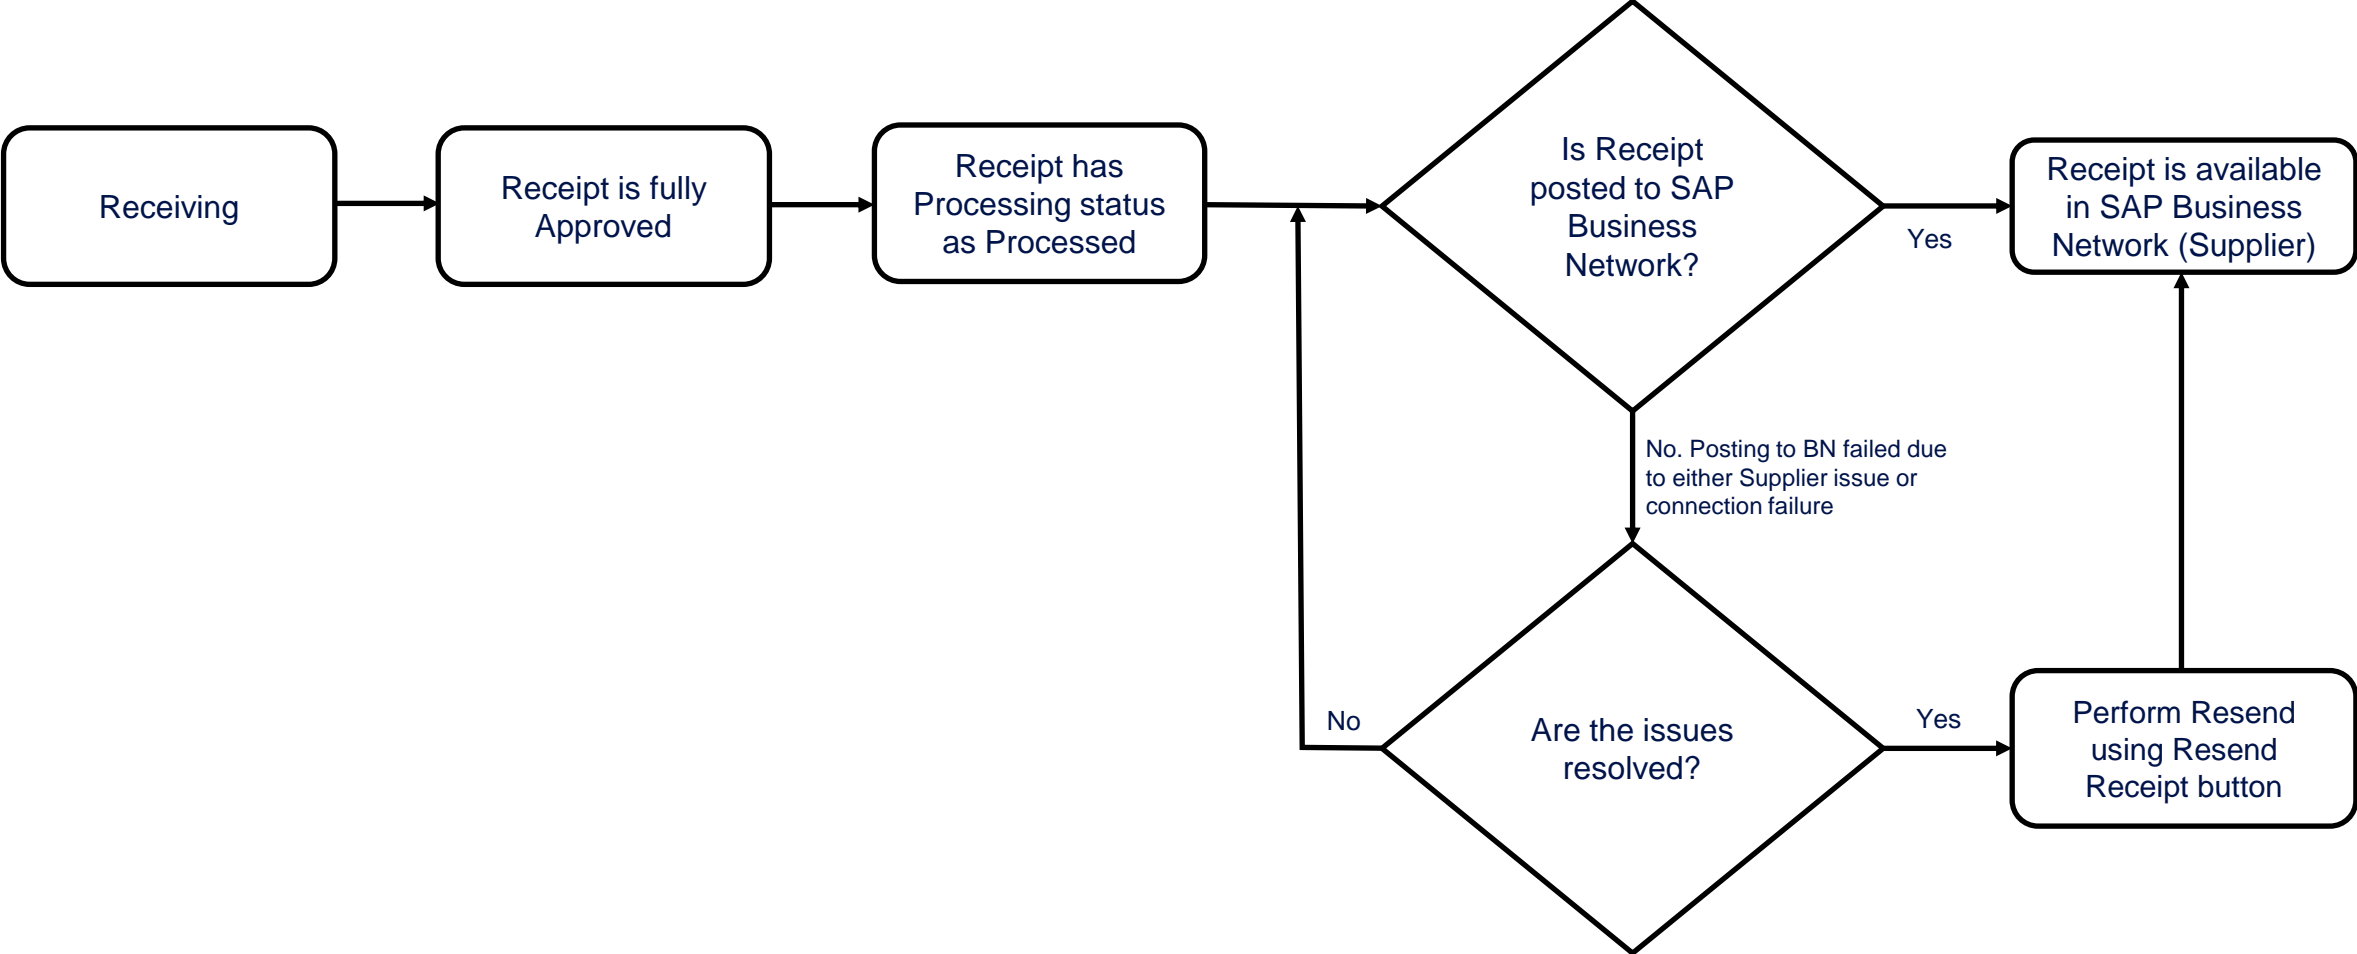 Receiving
Receipt is fully
Approved
Receipt has
Processing status
as Processed
Is Receipt
posted to SAP
Business
Network?
Yes
Receipt is available
in SAP Business
Network (Supplier)
No. Posting to BN failed due
to either Supplier issue or
connection failure
No
Are the issues
resolved?
Yes
Perform Resend
using Resend
Receipt button